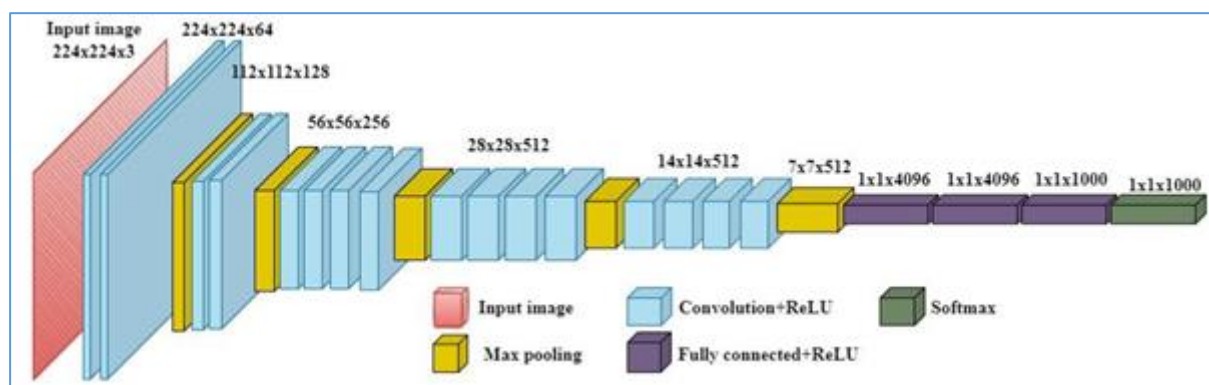 Input image
224x224x3
224x224x64
112x112x128
56x56x256
28x28x512
14x14x512
7x7x512
1x1x4096
1x1x4096
1x1x1000
1x1x1000
Input image
Convolution+ReLU
Softmax
Max pooling
Fully connected+ReLU